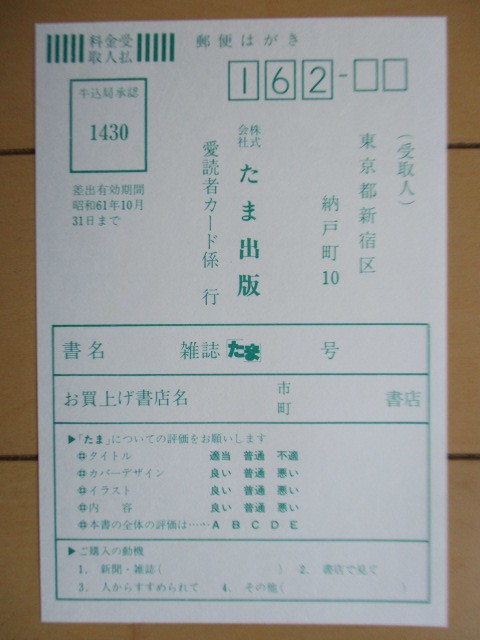 料金受
取人払
郵便はがき
162-
牛込局承認
1430
差出有効期間
昭和61年10月
31日まで
(受取人)
東京都新宿区
納戸町10
株式会社 たま出版
愛読者カード係 行
書名 雑誌 たま 号
お買上げ書店名 市町 書店
▶「たま」についての評価をお願いします
タイトル 適当 普通 不適
カバーデザイン 良い 普通 悪い
イラスト 良い 普通 悪い
内 容 良い 普通 悪い
本書の全体の評価は…… A B C D E
▶ご購入の動機
1. 新聞・雑誌( ) 2. 書店で見て
3. 人からすすめられて 4. その他( )